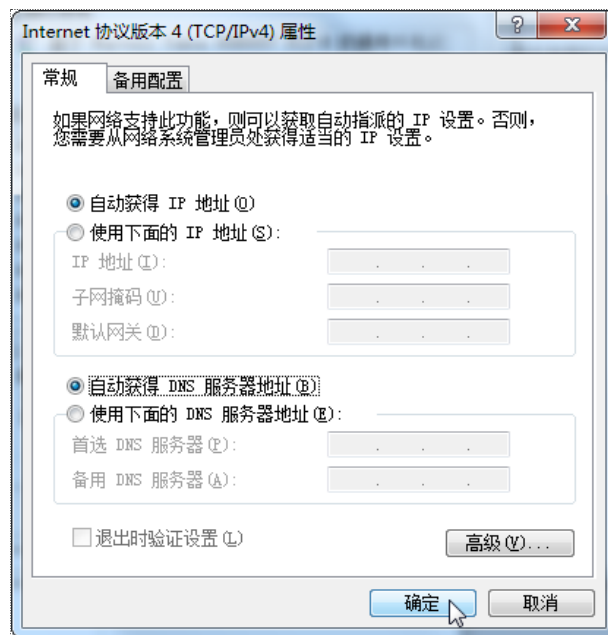 Internet 协议版本 4 (TCP/IPv4) 属性
常规 备用配置
如果网络支持此功能，则可以获取自动指派的 IP 设置。否则，
您需要从网络系统管理员处获得适当的 IP 设置。
自动获得 IP 地址(O)
使用下面的 IP 地址(S):
IP 地址(I):
子网掩码(U):
默认网关(D):
自动获得 DNS 服务器地址(B)
使用下面的 DNS 服务器地址(E):
首选 DNS 服务器(P):
备用 DNS 服务器(A):
退出时验证设置(L)
高级(V)...
确定 取消